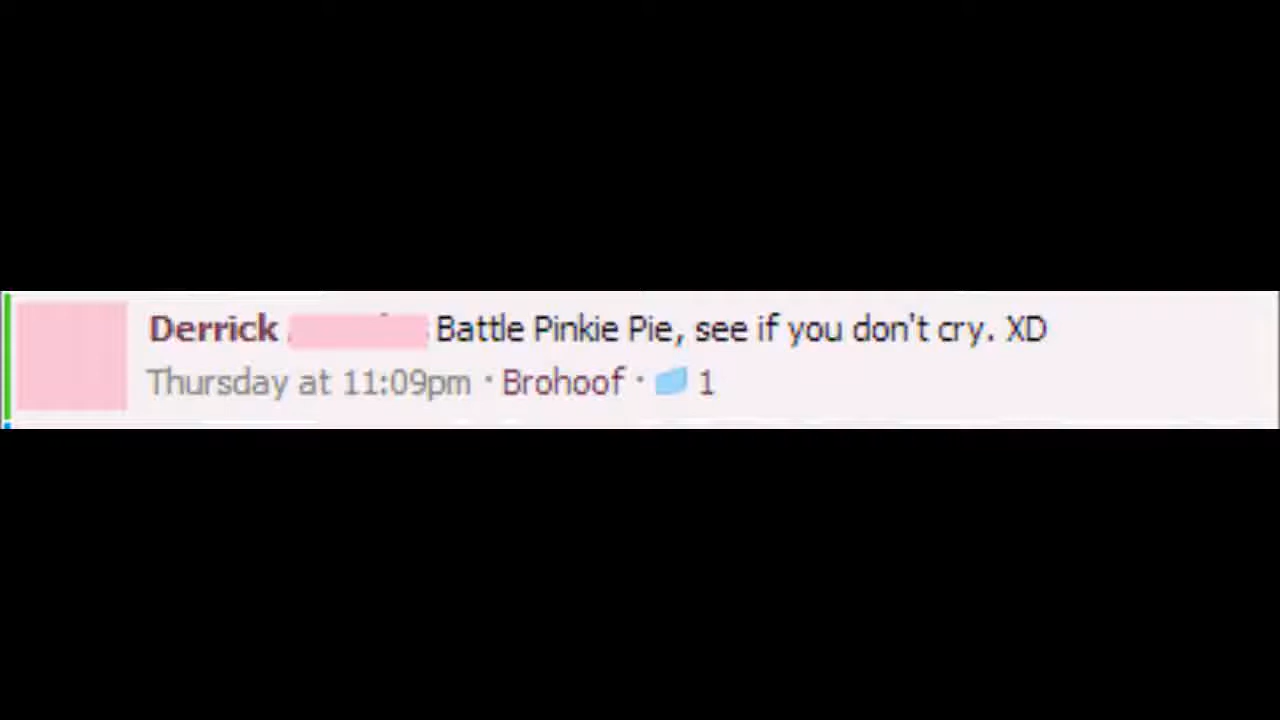 Derrick Battle Pinkie Pie, see if you don't cry. XD
Thursday at 11:09pm · Brohoof · 1